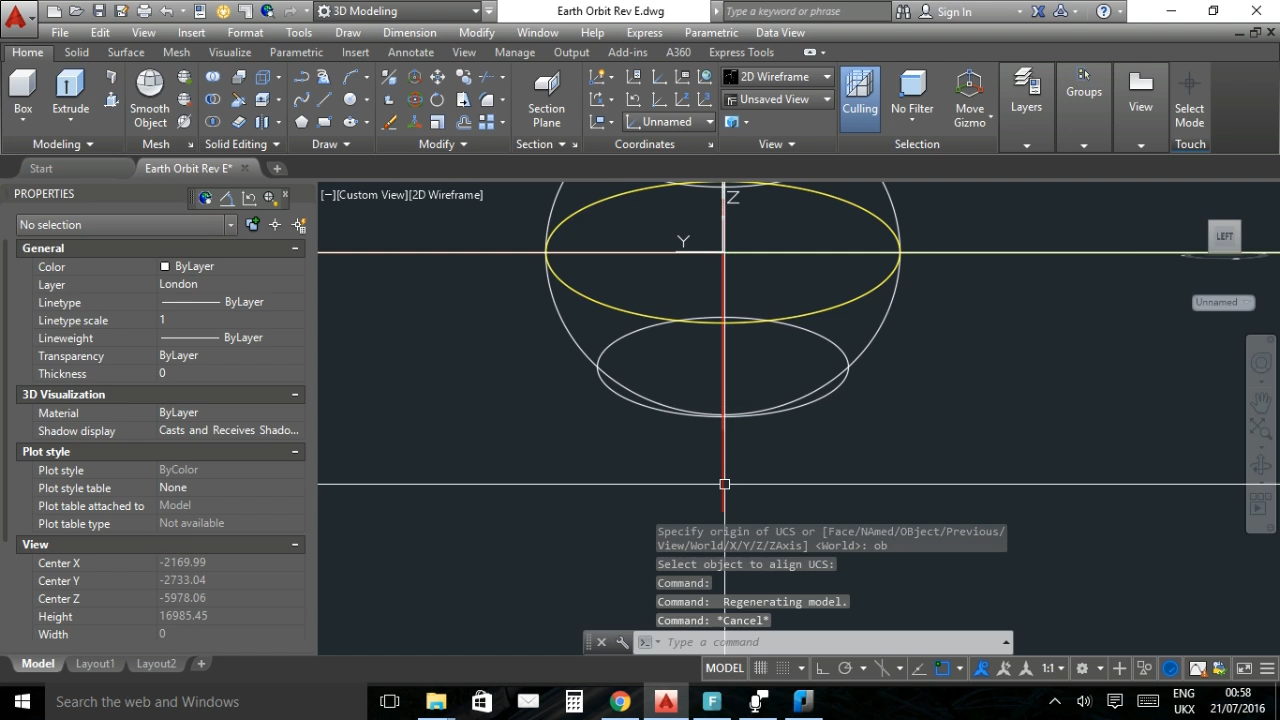 3D Modeling
Earth Orbit Rev E.dwg
Type a keyword or phrase
Sign In
File Edit View Insert Format Tools Draw Dimension Modify Window Help Express Parametric Data View
Home Solid Surface Mesh Visualize Parametric Insert Annotate View Manage Output Add-ins A360 Express Tools
2D Wireframe
Unsaved View
Unnamed
Box Extrude Smooth Object Section Plane Culling No Filter Move Gizmo Layers Groups View Select Mode
Modeling Mesh Solid Editing Draw Modify Section Coordinates View Selection Touch
Start Earth Orbit Rev E*
PROPERTIES
[−][Custom View][2D Wireframe]
No selection
General
Color ByLayer
Layer London
Linetype ByLayer
Linetype scale 1
Lineweight ByLayer
Transparency ByLayer
Thickness 0
3D Visualization
Material ByLayer
Shadow display Casts and Receives Shado...
Plot style
Plot style ByColor
Plot style table None
Plot table attached to Model
Plot table type Not available
View
Center X -2169.99
Center Y -2733.04
Center Z -5978.06
Height 16985.45
Width 0
Z
Y
LEFT
Unnamed
Specify origin of UCS or [Face/NAmed/OBject/Previous/
View/World/X/Y/Z/ZAxis] <World>: ob
Select object to align UCS:
Command:
Command: Regenerating model.
Command: *Cancel*
Type a command
Model Layout1 Layout2 +
MODEL
1:1
Search the web and Windows
ENG
UKX
00:58
21/07/2016